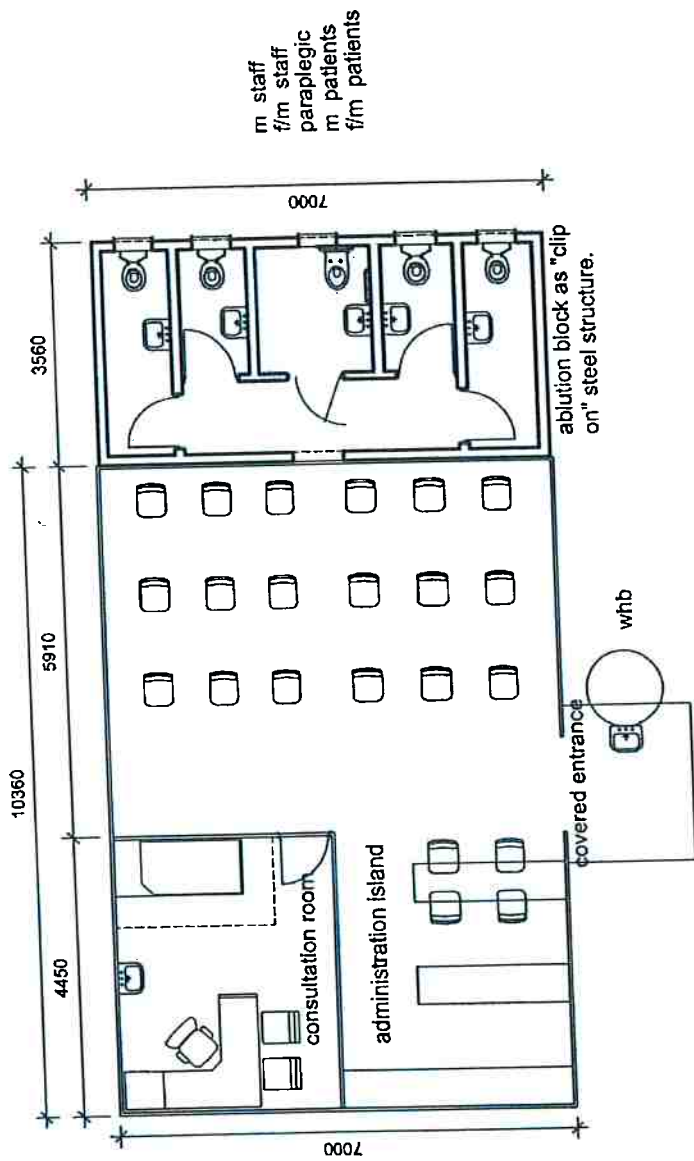 10360
4450
5910
3560
7000
7000
m staff
f/m staff
paraplegic
m patients
f/m patients
consultation room
administration island
covered entrance
whb
ablution block as "clip
on" steel structure.